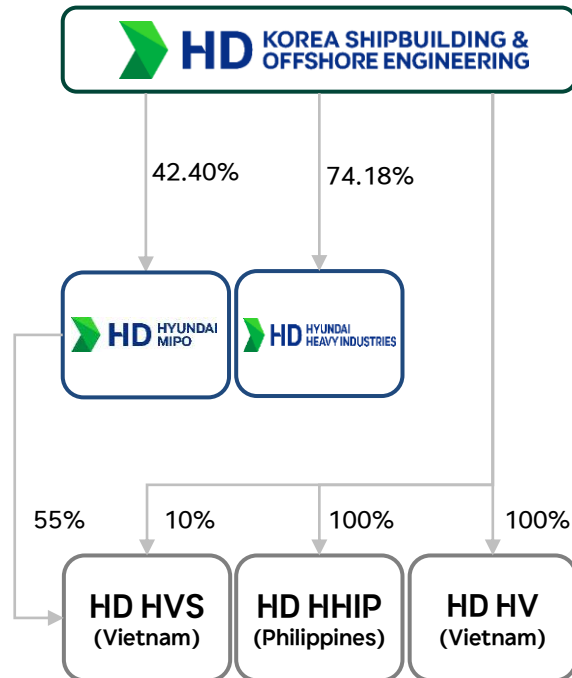 HD KOREA SHIPBUILDING &
OFFSHORE ENGINEERING
42.40%
74.18%
HD HYUNDAI
MIPO
HD HYUNDAI
HEAVY INDUSTRIES
55%
10%
100%
100%
HD HVS
(Vietnam)
HD HHIP
(Philippines)
HD HV
(Vietnam)